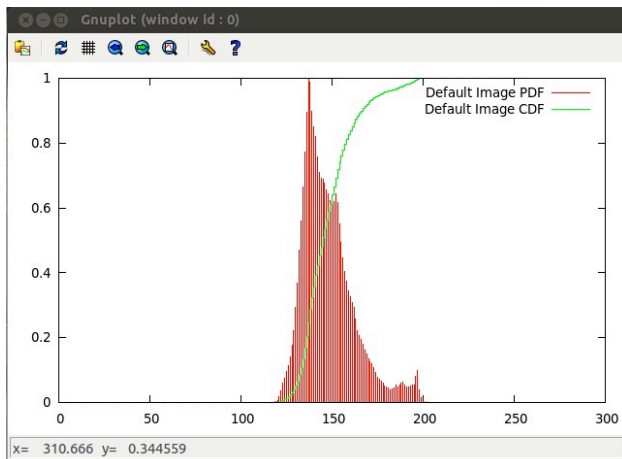 Gnuplot (window id : 0)
Default Image PDF
Default Image CDF
1
0.8
0.6
0.4
0.2
0
0 50 100 150 200 250 300
x= 310.666 y= 0.344559